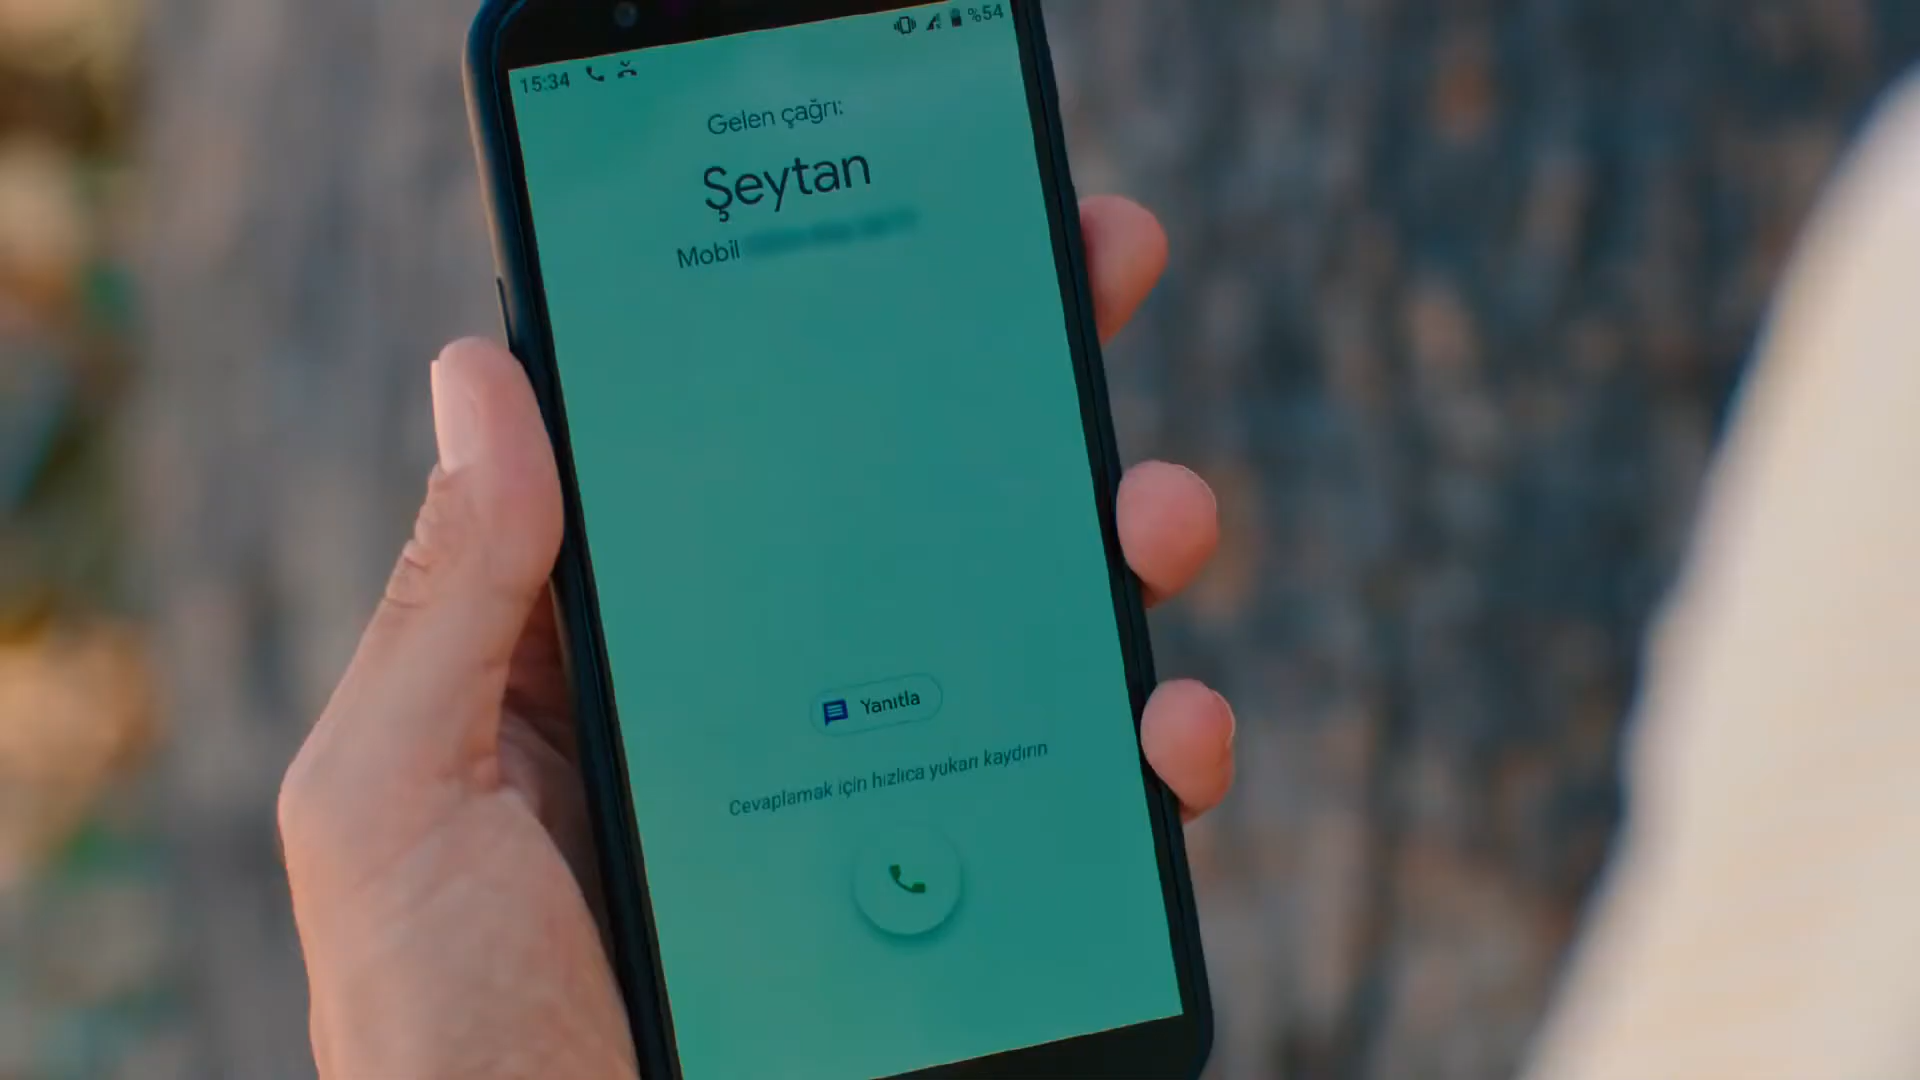 15:34 %54
Gelen çağrı:
Şeytan
Mobil
Yanıtla
Cevaplamak için hızlıca yukarı kaydırın